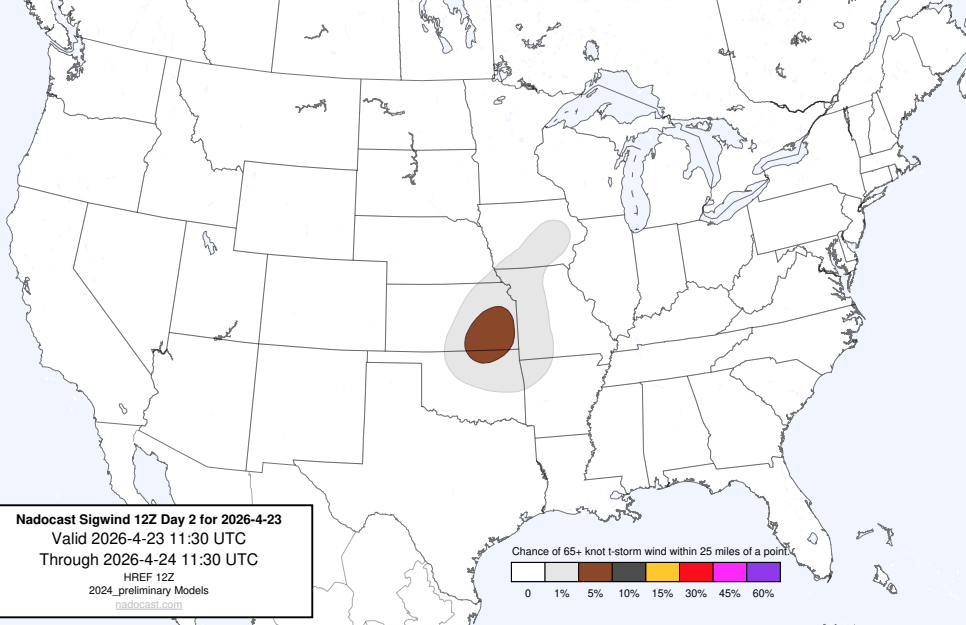 Nadocast Sigwind 12Z Day 2 for 2026-4-23
Valid 2026-4-23 11:30 UTC
Through 2026-4-24 11:30 UTC
HREF 12Z
2024_preliminary Models
nadocast.com
Chance of 65+ knot t-storm wind within 25 miles of a point.
0 1% 5% 10% 15% 30% 45% 60%